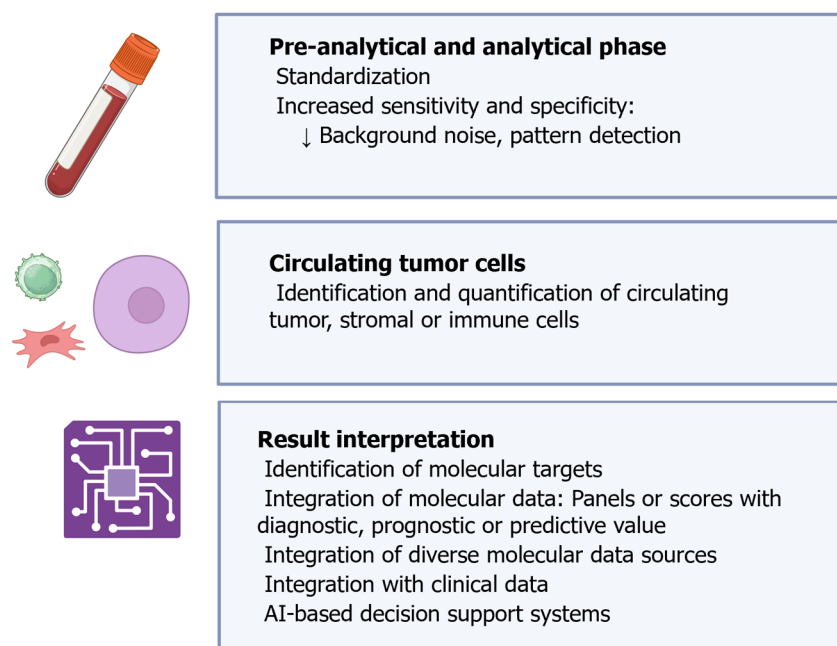 Pre-analytical and analytical phase
Standardization
Increased sensitivity and specificity:
↓ Background noise, pattern detection
Circulating tumor cells
Identification and quantification of circulating
tumor, stromal or immune cells
Result interpretation
Identification of molecular targets
Integration of molecular data: Panels or scores with
diagnostic, prognostic or predictive value
Integration of diverse molecular data sources
Integration with clinical data
AI-based decision support systems